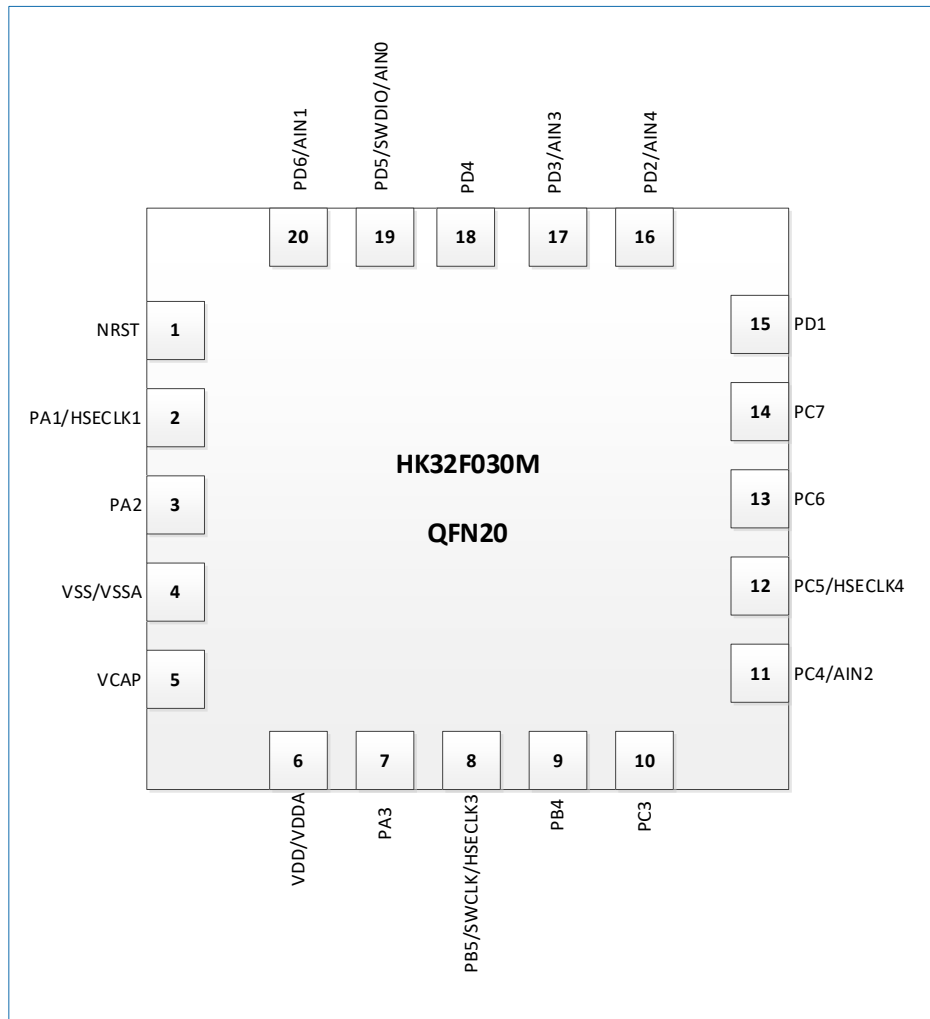 PD6/AIN1
PD5/SWDIO/AIN0
PD4
PD3/AIN3
PD2/AIN4
20
19
18
17
16
NRST
1
15
PD1
PA1/HSECLK1
2
14
PC7
HK32F030M
PA2
3
13
PC6
QFN20
VSS/VSSA
4
12
PC5/HSECLK4
VCAP
5
11
PC4/AIN2
6
7
8
9
10
VDD/VDDA
PA3
PB5/SWCLK/HSECLK3
PB4
PC3